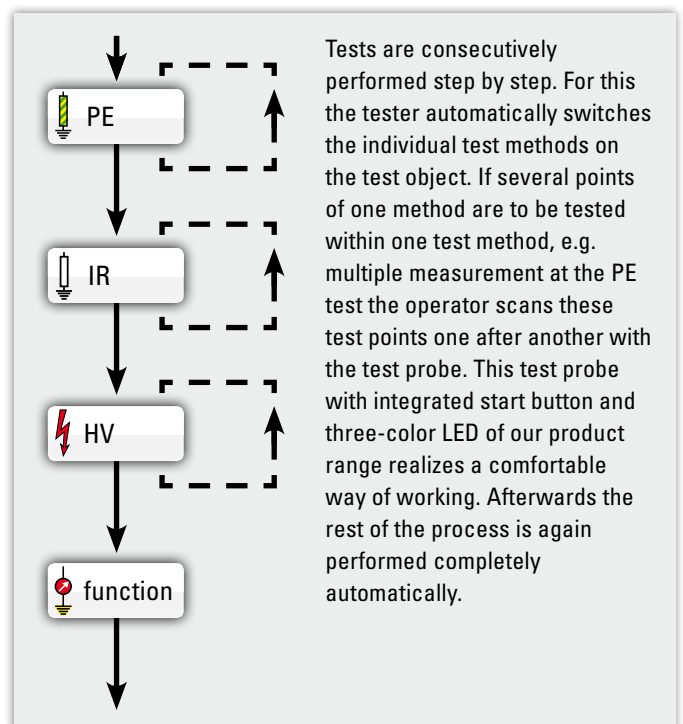 PE
IR
HV
function
Tests are consecutively
performed step by step. For this
the tester automatically switches
the individual test methods on
the test object. If several points
of one method are to be tested
within one test method, e.g.
multiple measurement at the PE
test the operator scans these
test points one after another with
the test probe. This test probe
with integrated start button and
three-color LED of our product
range realizes a comfortable
way of working. Afterwards the
rest of the process is again
performed completely
automatically.